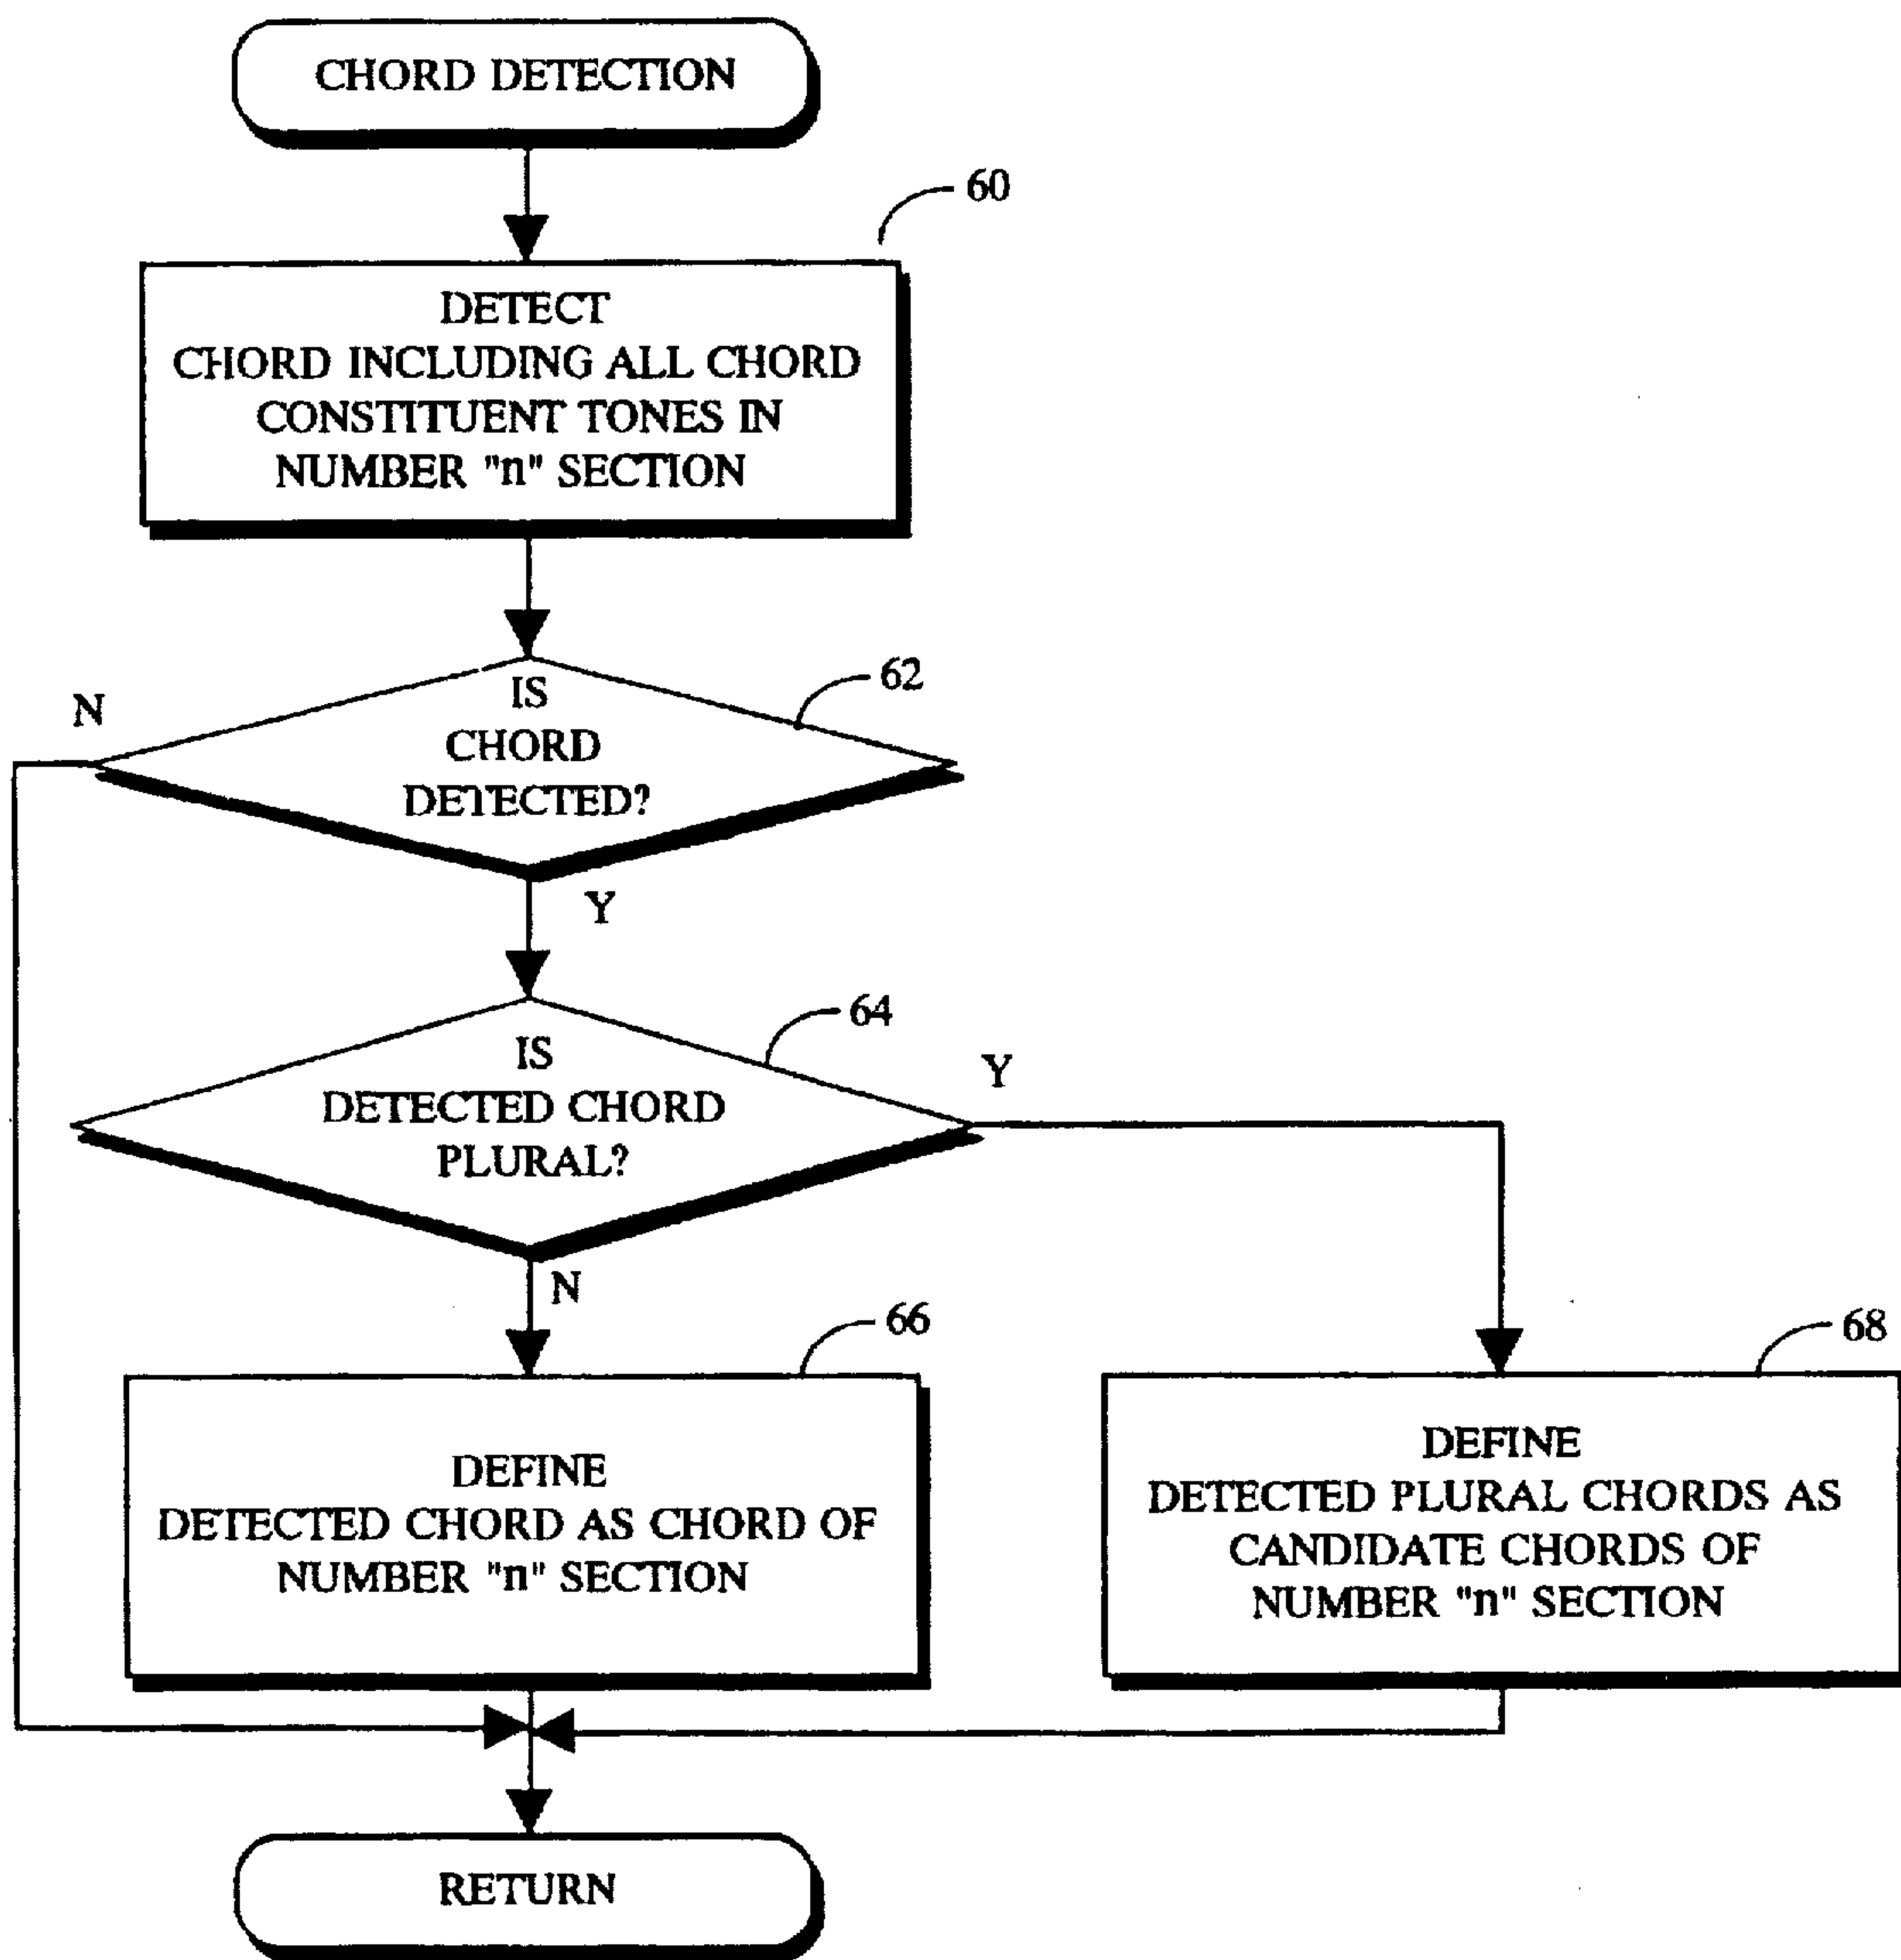 CHORD DETECTION
60
DETECT
CHORD INCLUDING ALL CHORD
CONSTITUENT TONES IN
NUMBER "n" SECTION
62
N
IS
CHORD
DETECTED?
Y
64
IS
DETECTED CHORD
PLURAL?
Y
N
66
68
DEFINE
DETECTED CHORD AS CHORD OF
NUMBER "n" SECTION
DEFINE
DETECTED PLURAL CHORDS AS
CANDIDATE CHORDS OF
NUMBER "n" SECTION
RETURN